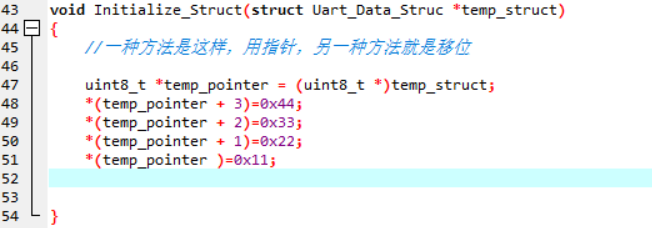 43 void Initialize_Struct(struct Uart_Data_Struc *temp_struct)
44 {
45 //一种方法是这样，用指针，另一种方法就是移位
46
47 uint8_t *temp_pointer = (uint8_t *)temp_struct;
48 *(temp_pointer + 3)=0x44;
49 *(temp_pointer + 2)=0x33;
50 *(temp_pointer + 1)=0x22;
51 *(temp_pointer )=0x11;
52
53
54 }